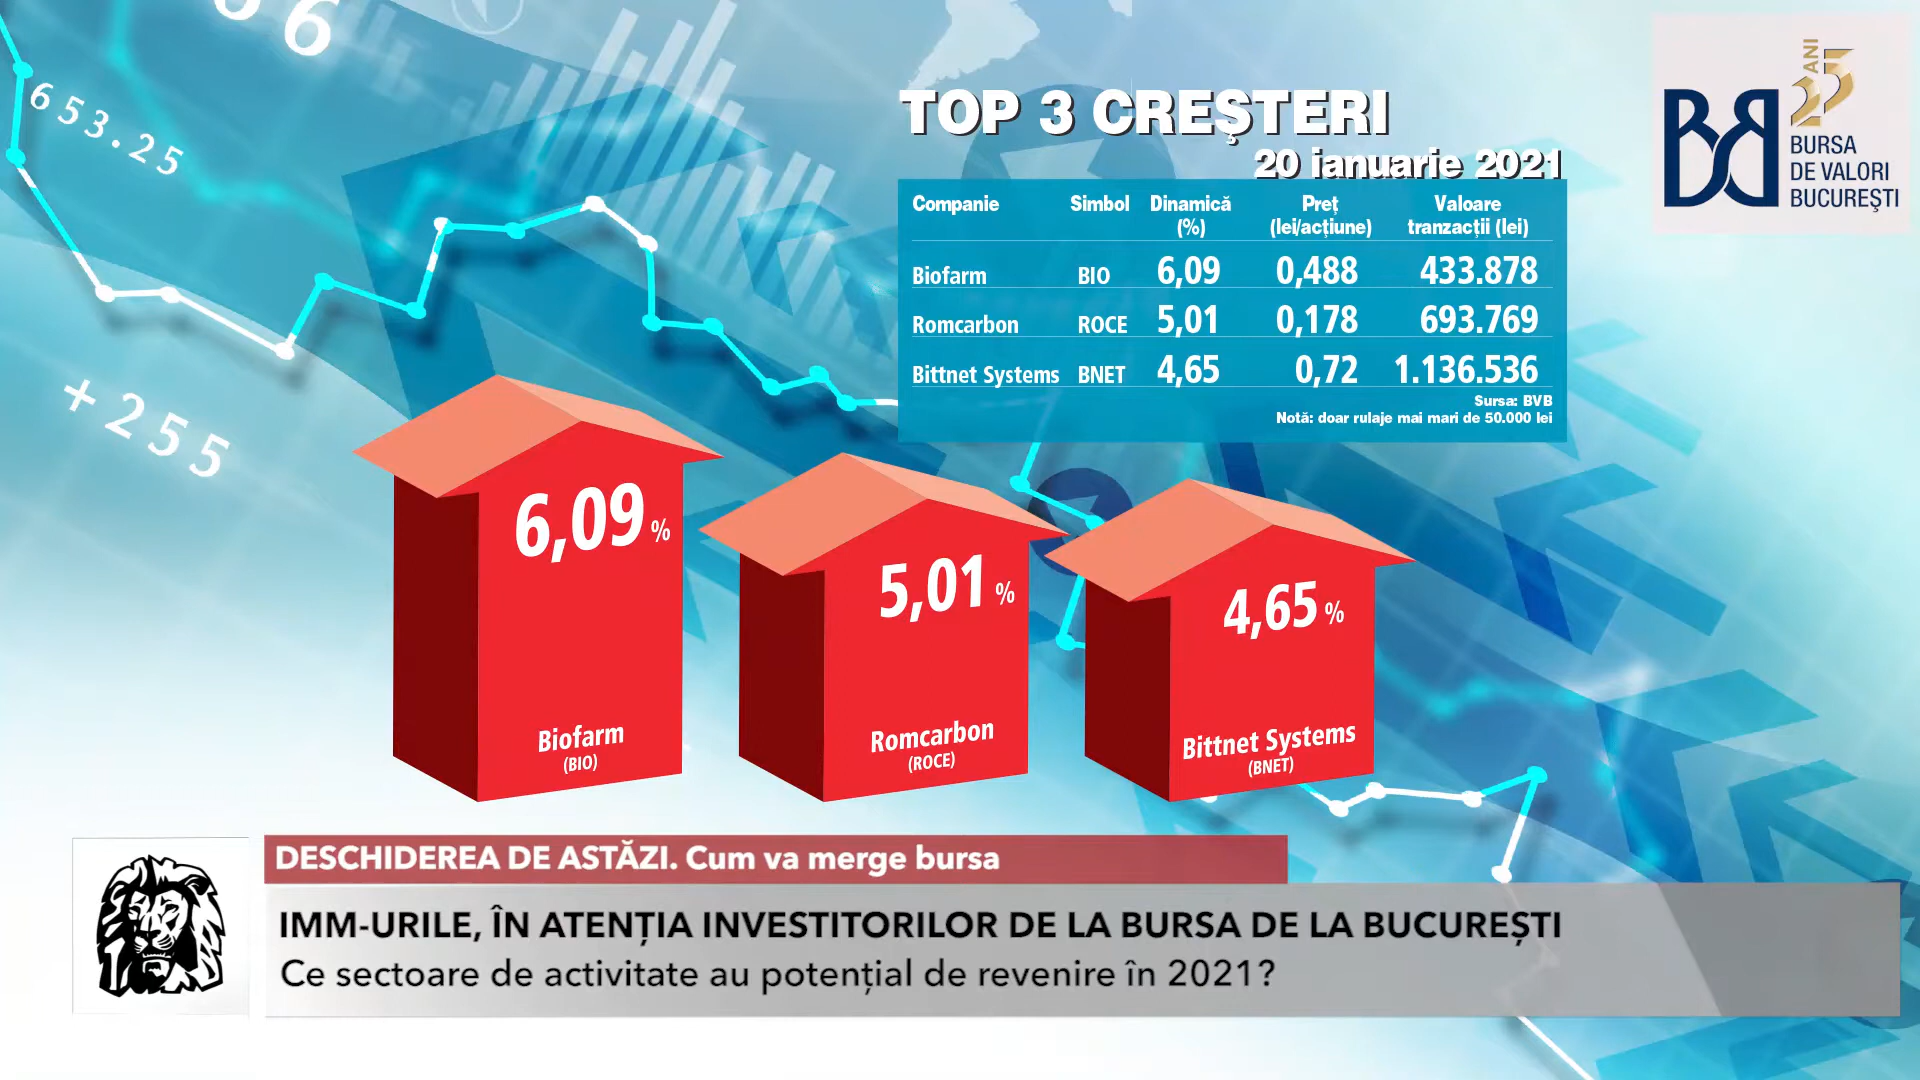 66
653.25
+255
TOP 3 CREŞTERI
20 ianuarie 2021
Companie Simbol Dinamică (%) Preţ (lei/acţiune) Valoare tranzacţii (lei)
Biofarm BIO 6,09 0,488 433.878
Romcarbon ROCE 5,01 0,178 693.769
Bittnet Systems BNET 4,65 0,72 1.136.536
Sursa: BVB
Notă: doar rulaje mai mari de 50.000 lei
25 ANI
BURSA
DE VALORI
BUCUREŞTI
6,09 %
Biofarm
(BIO)
5,01 %
Romcarbon
(ROCE)
4,65 %
Bittnet Systems
(BNET)
DESCHIDEREA DE ASTĂZI. Cum va merge bursa
IMM-URILE, ÎN ATENȚIA INVESTITORILOR DE LA BURSA DE LA BUCUREȘTI
Ce sectoare de activitate au potențial de revenire în 2021?